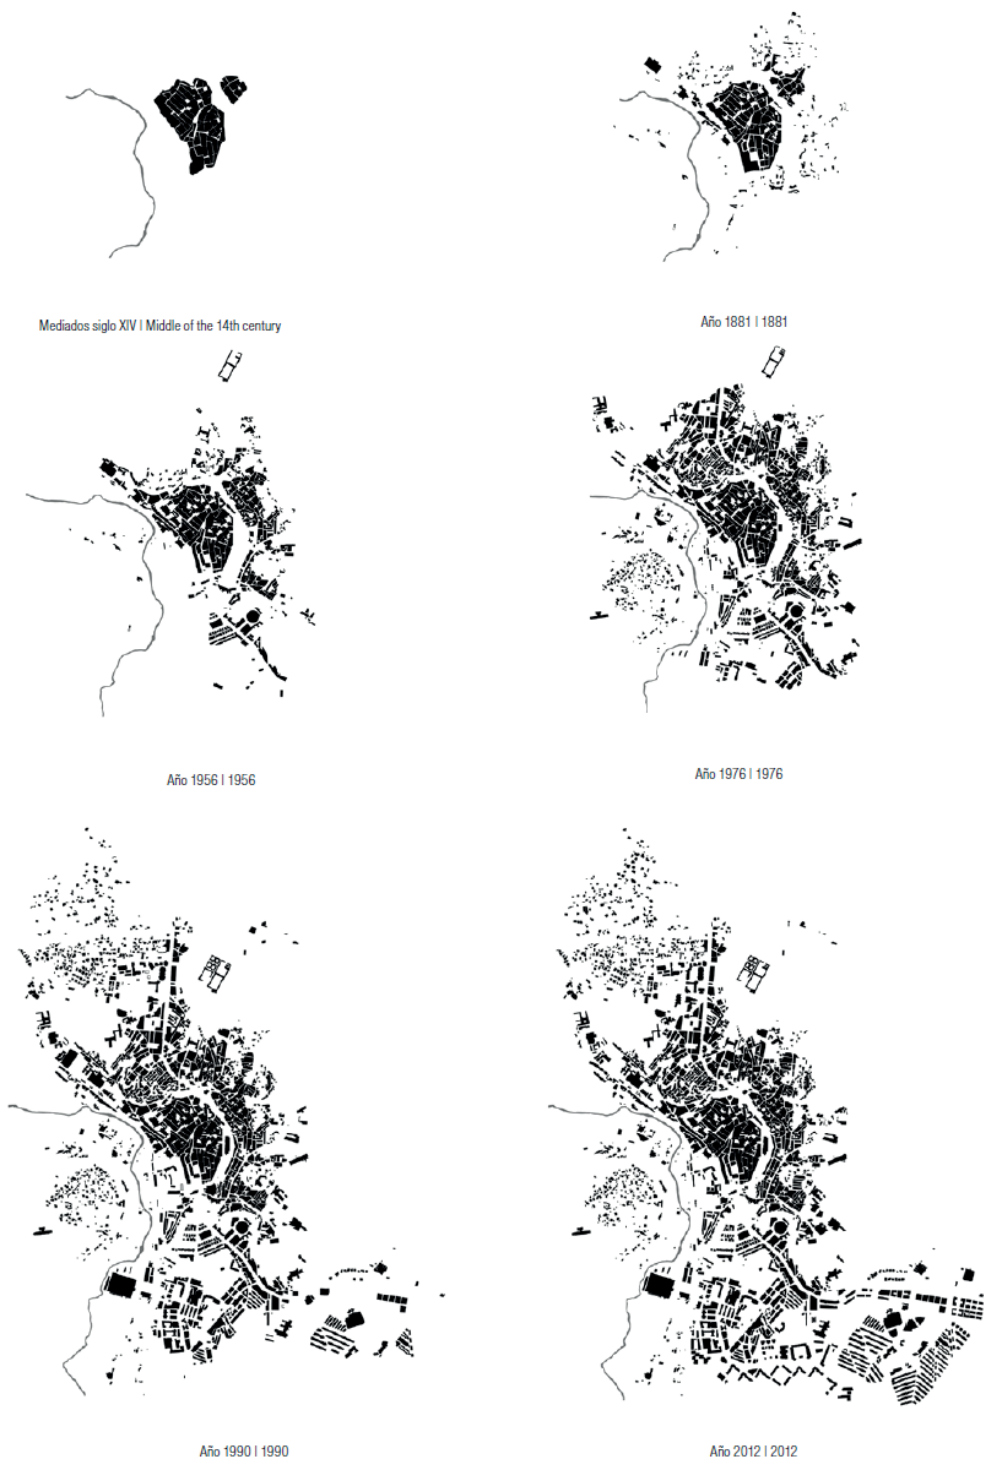 Mediados siglo XIV | Middle of the 14th century
Año 1881 | 1881
Año 1956 | 1956
Año 1976 | 1976
Año 1990 | 1990
Año 2012 | 2012